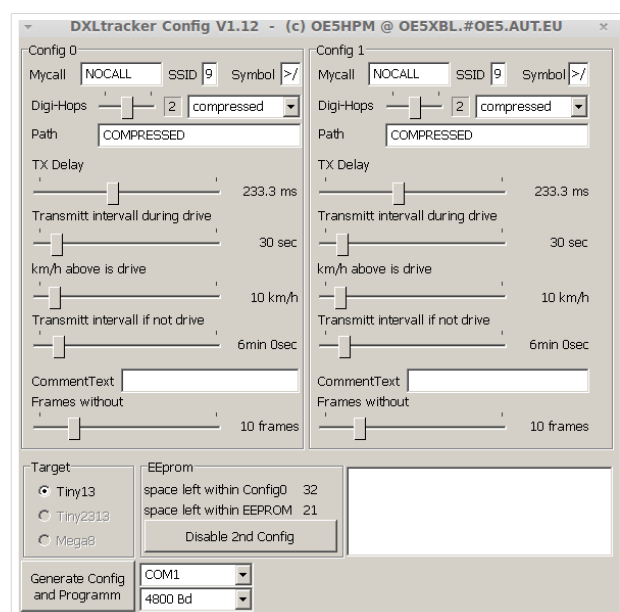 DXLtracker Config V1.12 - (c) OE5HPM @ OE5XBL.#OE5.AUT.EU
Config 0
Mycall NOCALL SSID 9 Symbol >/
Digi-Hops 2 compressed
Path COMPRESSED
TX Delay
233.3 ms
Transmitt intervall during drive
30 sec
km/h above is drive
10 km/h
Transmitt intervall if not drive
6min 0sec
CommentText
Frames without
10 frames
Config 1
Mycall NOCALL SSID 9 Symbol >/
Digi-Hops 2 compressed
Path COMPRESSED
TX Delay
233.3 ms
Transmitt intervall during drive
30 sec
km/h above is drive
10 km/h
Transmitt intervall if not drive
6min 0sec
CommentText
Frames without
10 frames
Target
Tiny13
Tiny2313
Mega8
EEprom
space left within Config0 32
space left within EEPROM 21
Disable 2nd Config
Generate Config
and Programm
COM1
4800 Bd